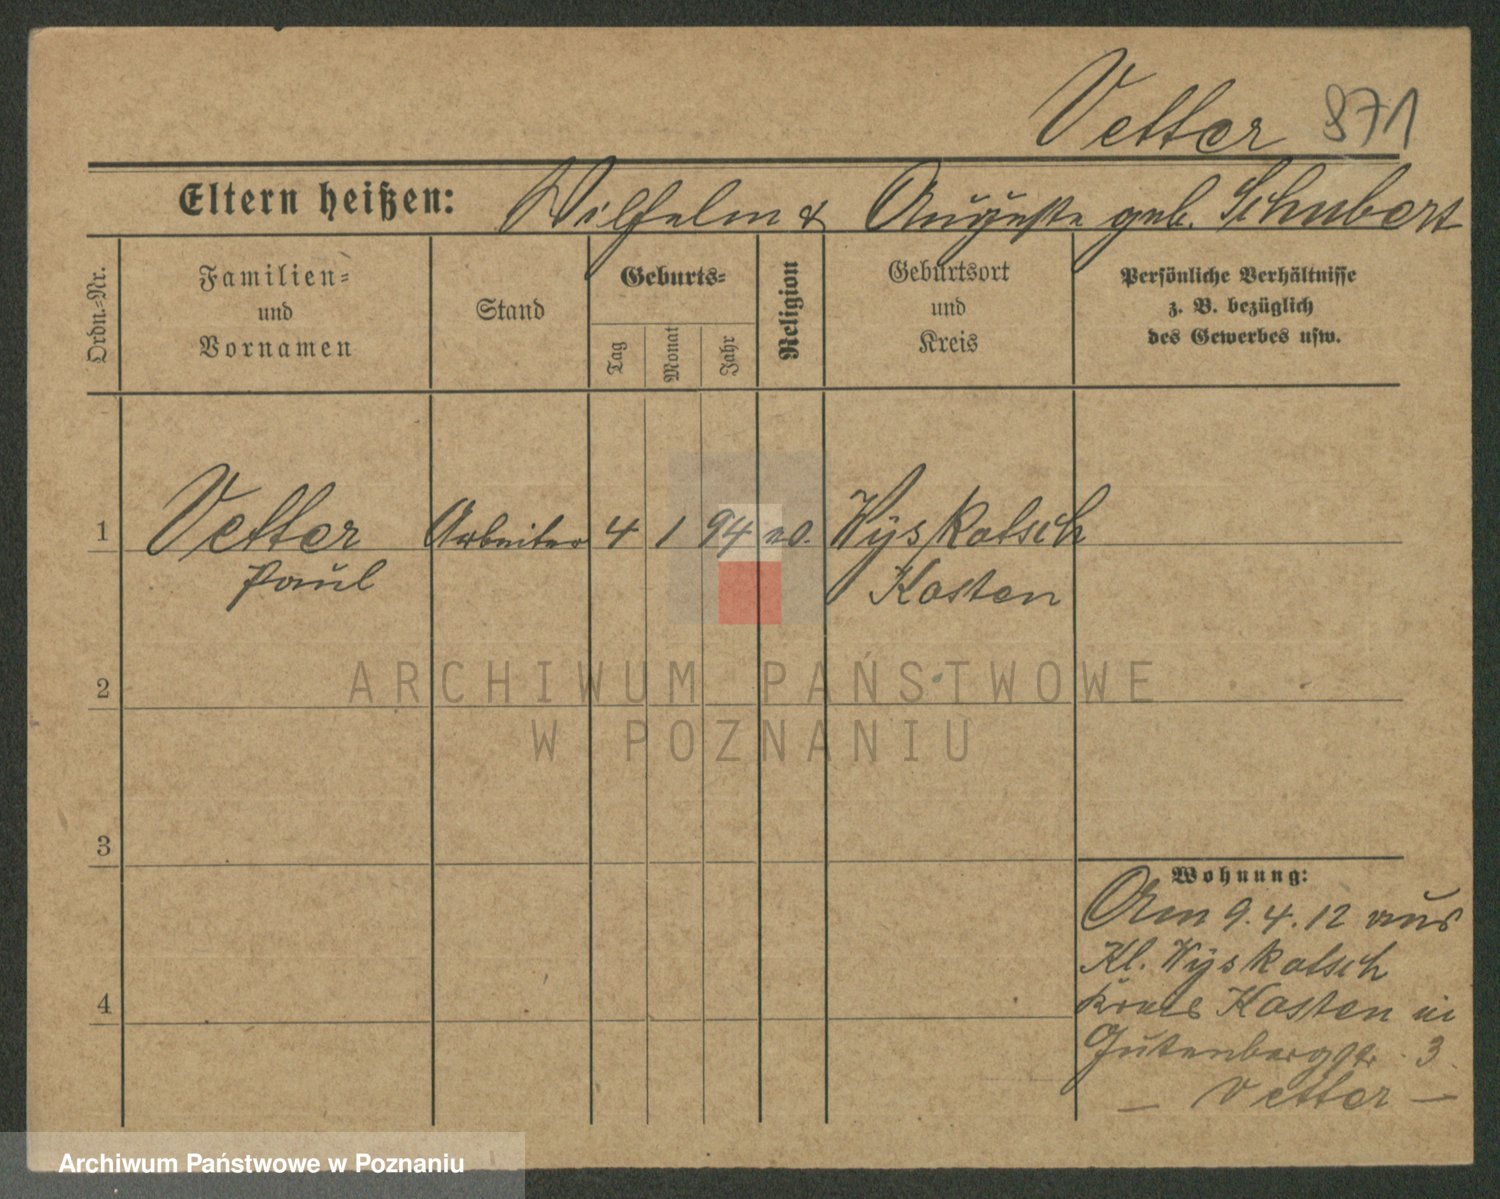 Vetter 871
Eltern heißen: Wilhelm & Auguste geb. Schubert
Ordn.-Nr.
Familien-
und
Vornamen
Stand
Geburts-
Tag
Monat
Jahr
Religion
Geburtsort
und
Kreis
Persönliche Verhältnisse
z. B. bezüglich
des Gewerbes usw.
1 Vetter Arbeiter 4 1 94 ev. Wyskotsch
Paul Kosten
2
ARCHIWUM PAŃSTWOWE
W POZNANIU
3
Wohnung:
Am 9.4.12 aus
Kl. Wyskotsch
4
Kreis Kosten in
3
– Vetter –
Archiwum Państwowe w Poznaniu